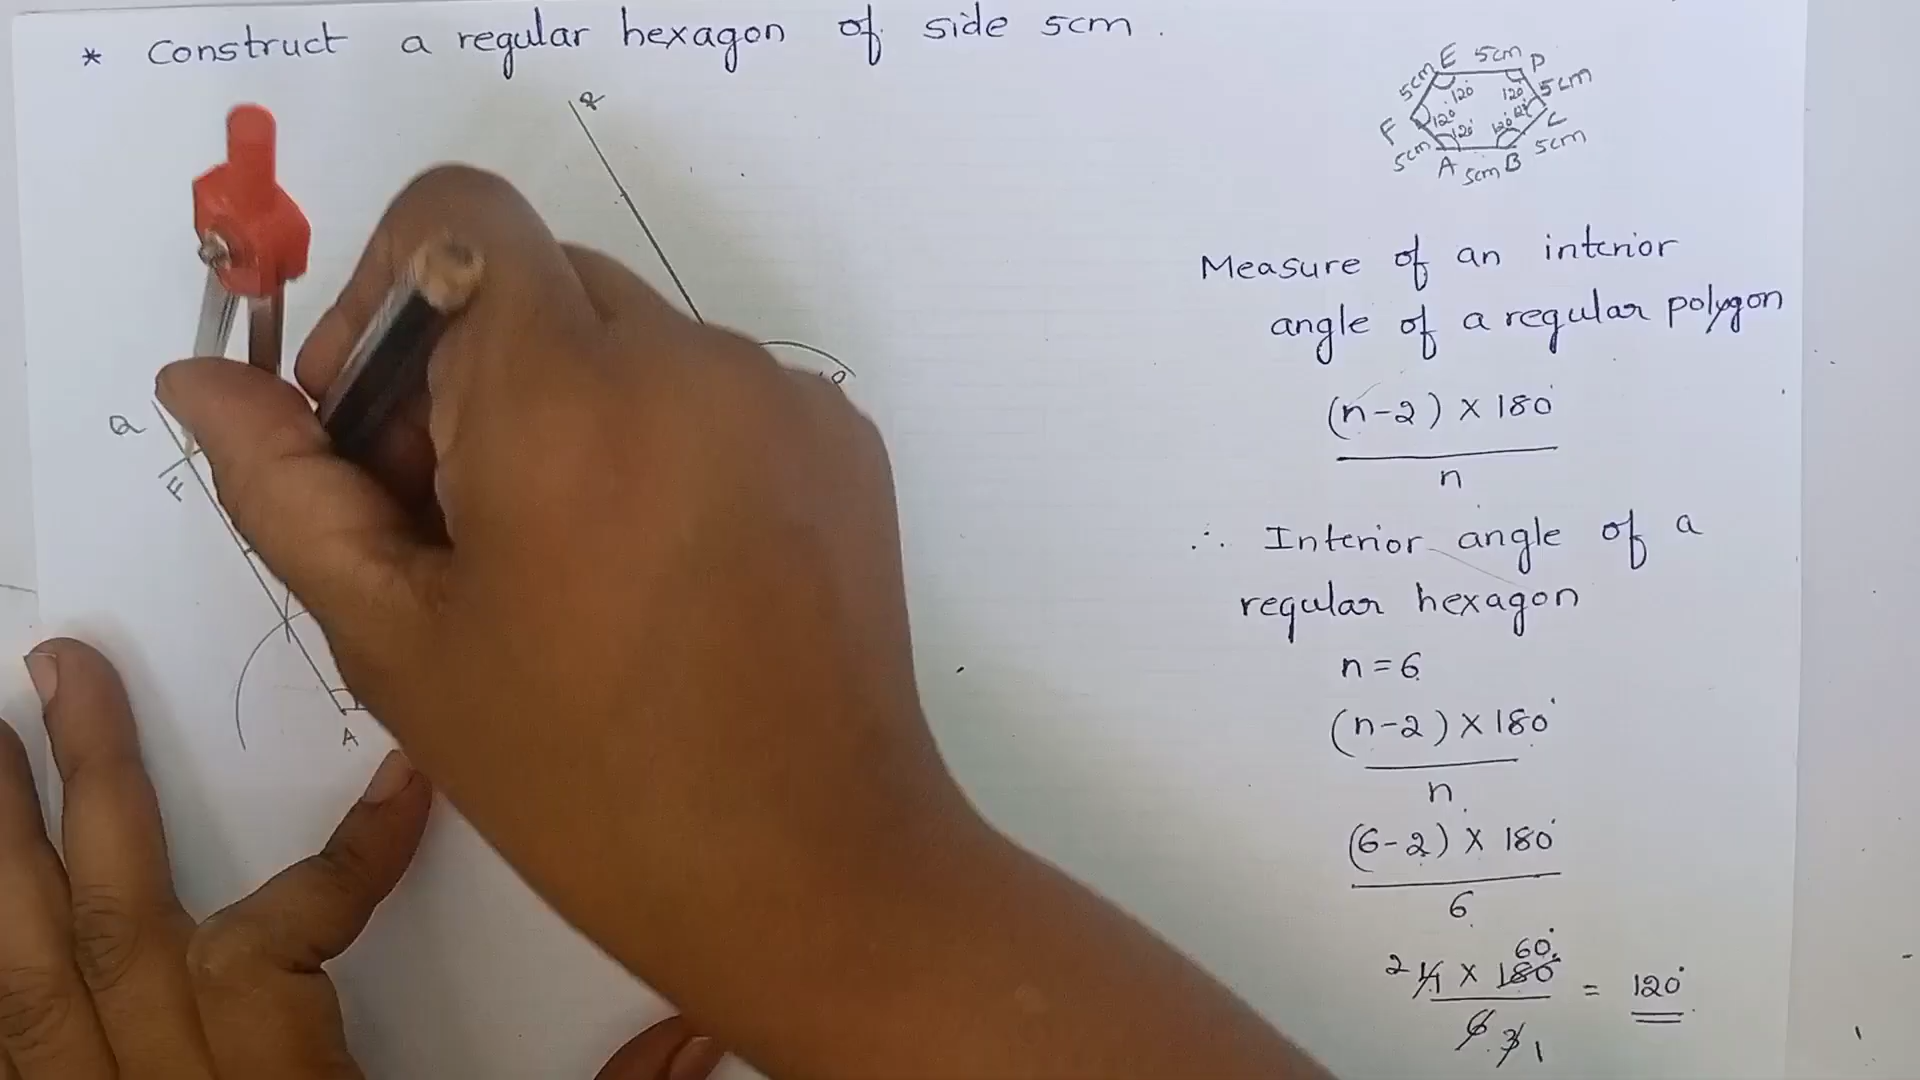 * Construct a regular hexagon of side 5cm.
E 5cm D
5cm 120° 120° 5cm
F 120° 120° 120° 120° C
5cm A 5cm B 5cm
Measure of an interior
angle of a regular polygon
(n-2) × 180°
n
∴ Interior angle of a
regular hexagon
n = 6
(n-2) × 180°
n
(6-2) × 180°
6
2 4 × 180 60° = 120°
6 3 1
R
Q
F
A